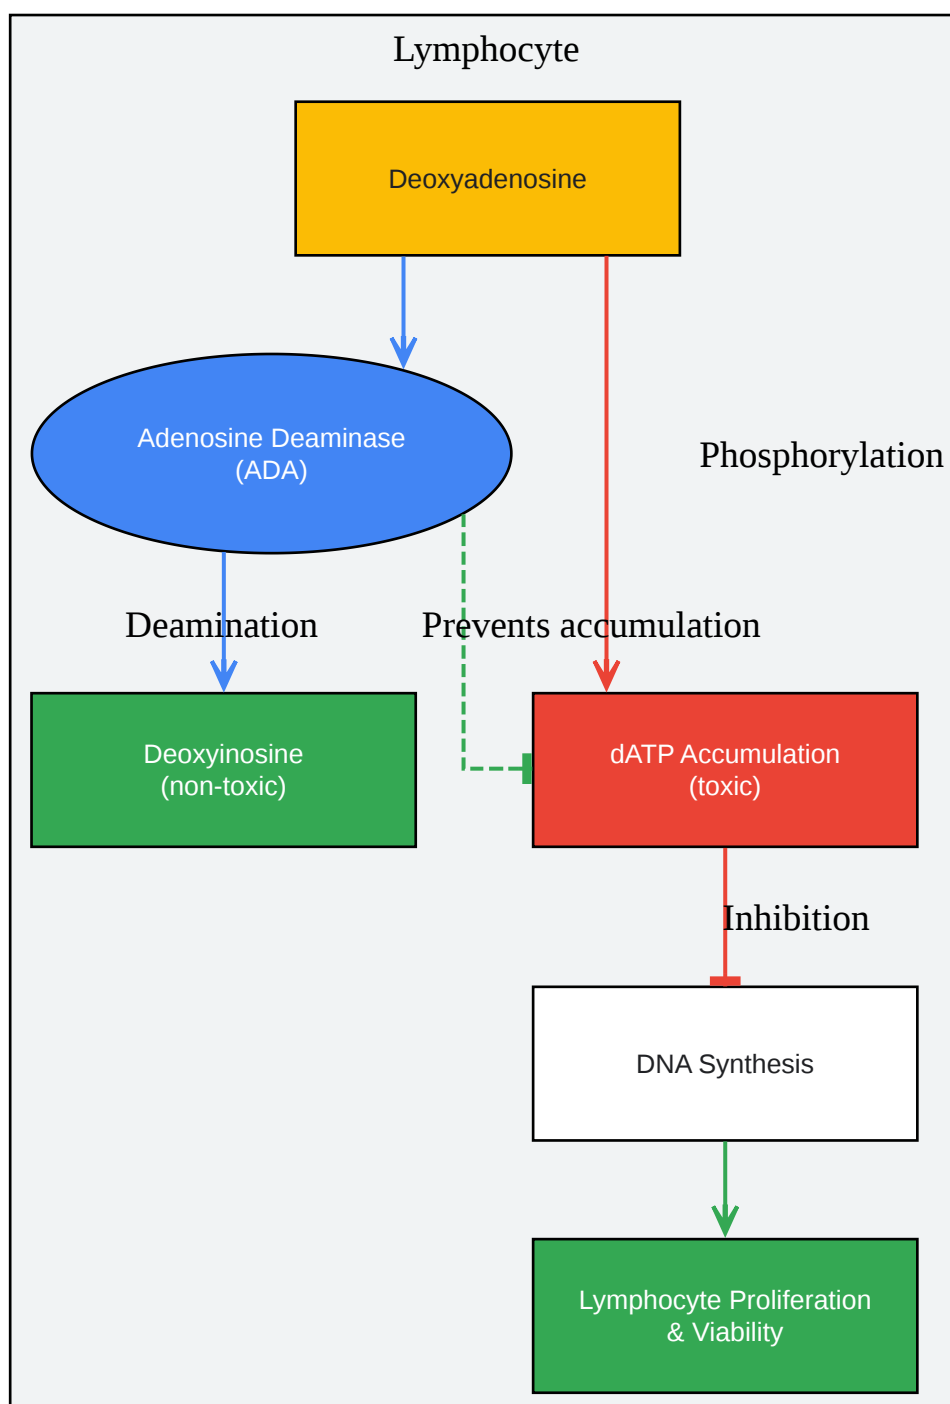 Lymphocyte
Deoxyadenosine
Adenosine Deaminase
(ADA)
Phosphorylation
Deamination
Prevents accumulation
Deoxyinosine
(non-toxic)
dATP Accumulation
(toxic)
Inhibition
DNA Synthesis
Lymphocyte Proliferation
& Viability